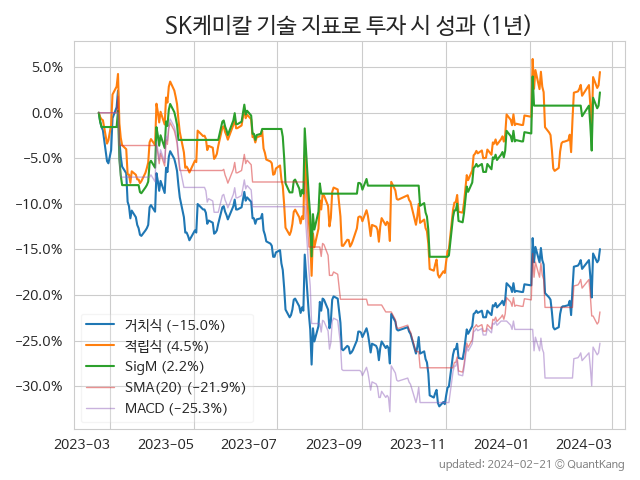 SK케미칼 기술 지표로 투자 시 성과 (1년)
5.0%
0.0%
−5.0%
−10.0%
−15.0%
−20.0%
−25.0%
−30.0%
거치식 (−15.0%)
적립식 (4.5%)
SigM (2.2%)
SMA(20) (−21.9%)
MACD (−25.3%)
2023-03 2023-05 2023-07 2023-09 2023-11 2024-01 2024-03
updated: 2024-02-21 © QuantKang